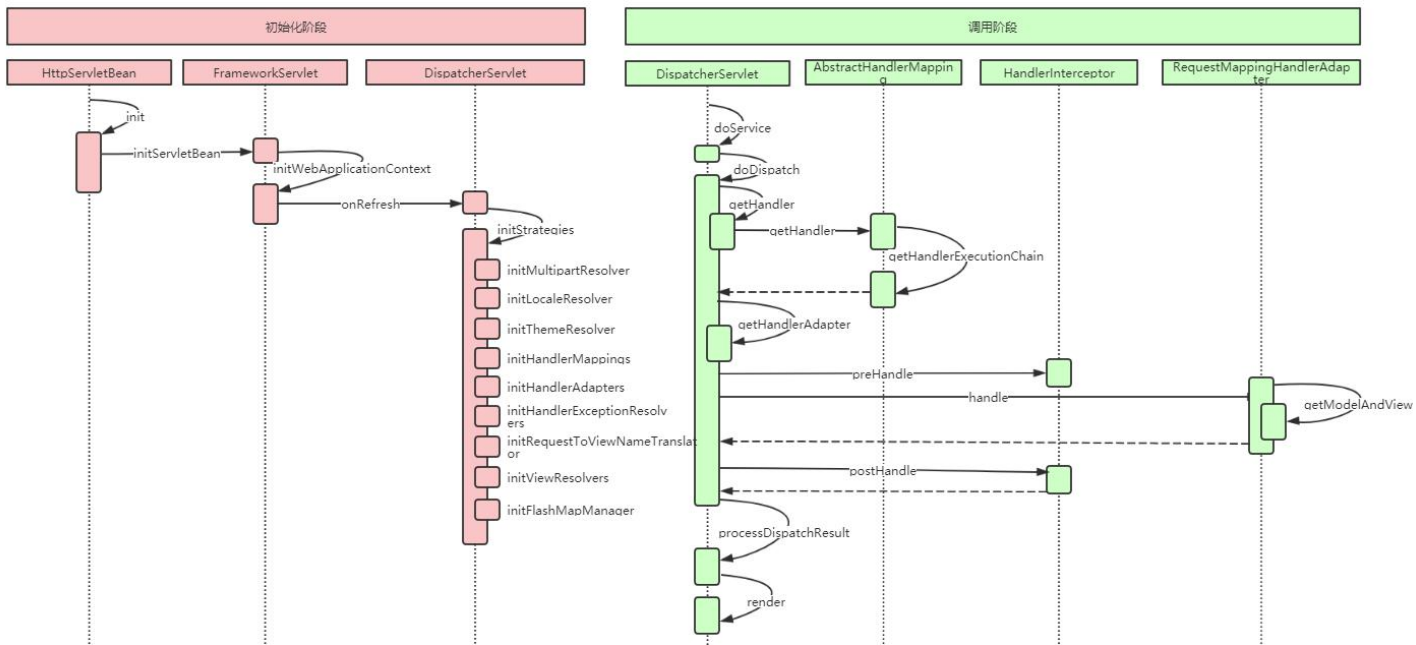 初始化阶段
调用阶段
HttpServletBean
FrameworkServlet
DispatcherServlet
DispatcherServlet
AbstractHandlerMappin
g
HandlerInterceptor
RequestMappingHandlerAdap
ter
init
initServletBean
initWebApplicationContext
onRefresh
initStrategies
initMultipartResolver
initLocaleResolver
initThemeResolver
initHandlerMappings
initHandlerAdapters
initHandlerExceptionResolv
ers
initRequestToViewNameTranslat
or
initViewResolvers
initFlashMapManager
doService
doDispatch
getHandler
getHandler
getHandlerExecutionChain
getHandlerAdapter
preHandle
handle
getModelAndView
postHandle
processDispatchResult
render